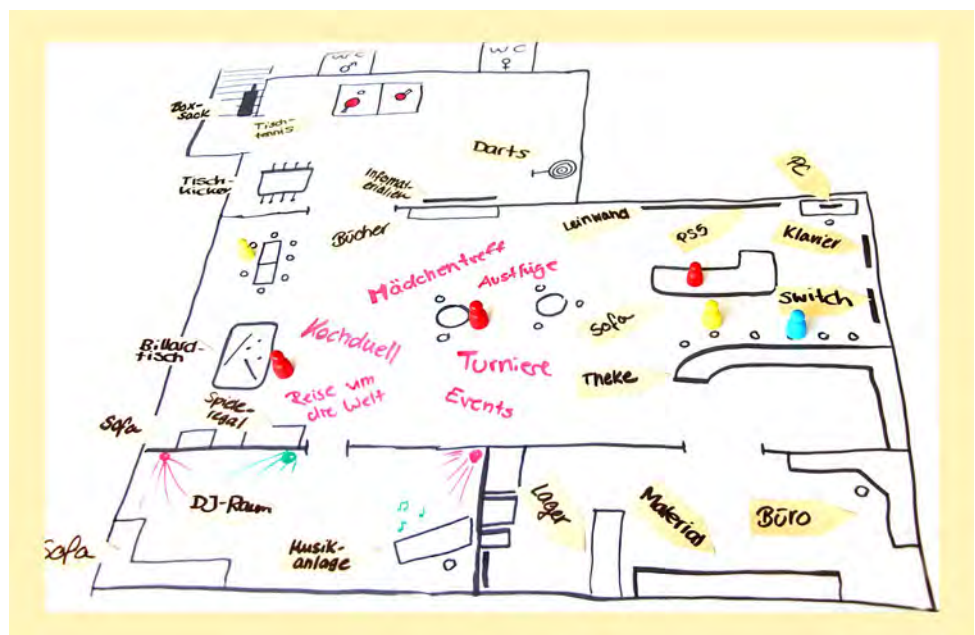 WC
WC
Box-
sack
Tisch-
tennis
Darts
PC
Tisch-
kicker
Infomat-
erialien
Leinwand
PS5
Klavier
Bücher
Mädchentreff
Ausflüge
Switch
Sofa
Kochduell
Billard-
tisch
Turniere
Theke
Reise um
die Welt
Events
Spiele-
regal
Sofa
DJ-Raum
Lager
Material
Büro
Sofa
Musik-
anlage